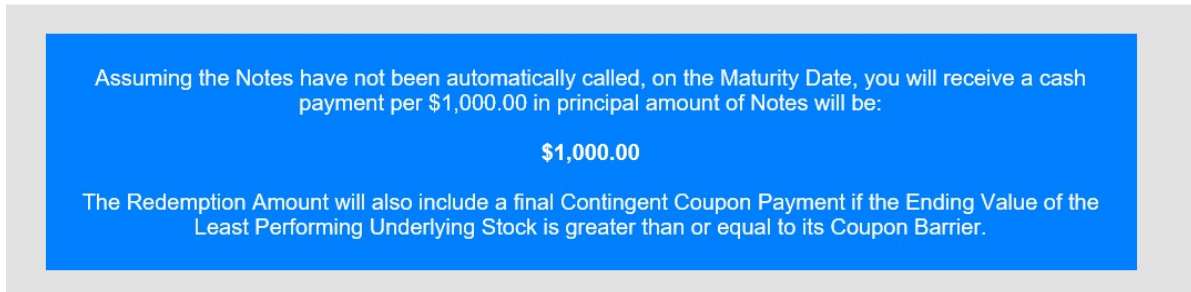 Assuming the Notes have not been automatically called, on the Maturity Date, you will receive a cash
payment per $1,000.00 in principal amount of Notes will be:
$1,000.00
The Redemption Amount will also include a final Contingent Coupon Payment if the Ending Value of the
Least Performing Underlying Stock is greater than or equal to its Coupon Barrier.